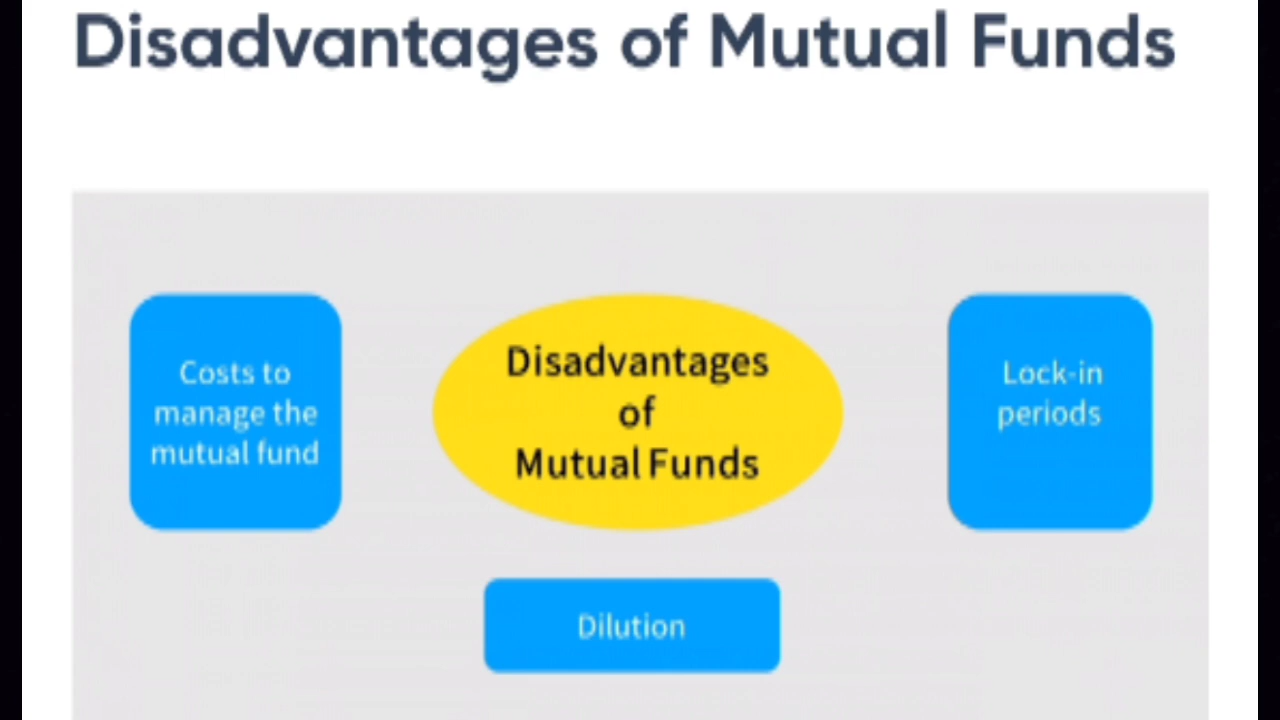 Disadvantages of Mutual Funds
Costs to
manage the
mutual fund
Disadvantages
of
Mutual Funds
Lock-in
periods
Dilution